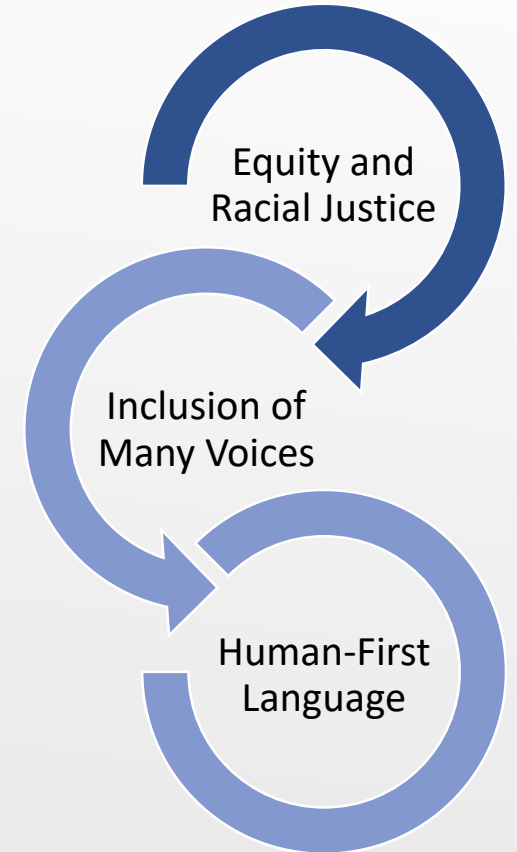 Equity and
Racial Justice
Inclusion of
Many Voices
Human-First
Language